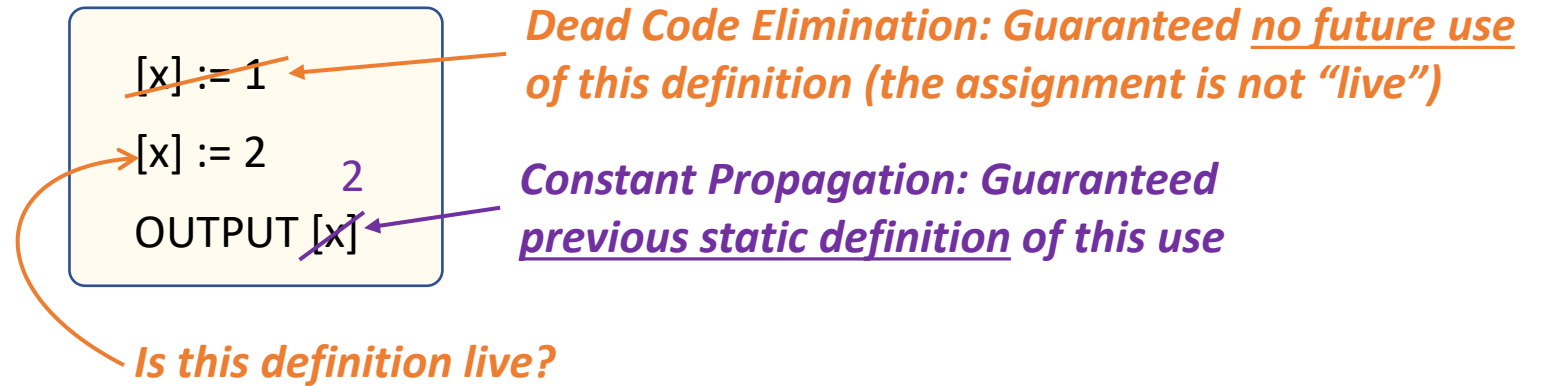 [x] := 1
Dead Code Elimination: Guaranteed no future use
of this definition (the assignment is not “live”)
[x] := 2
2
OUTPUT [x]
Constant Propagation: Guaranteed
previous static definition of this use
Is this definition live?